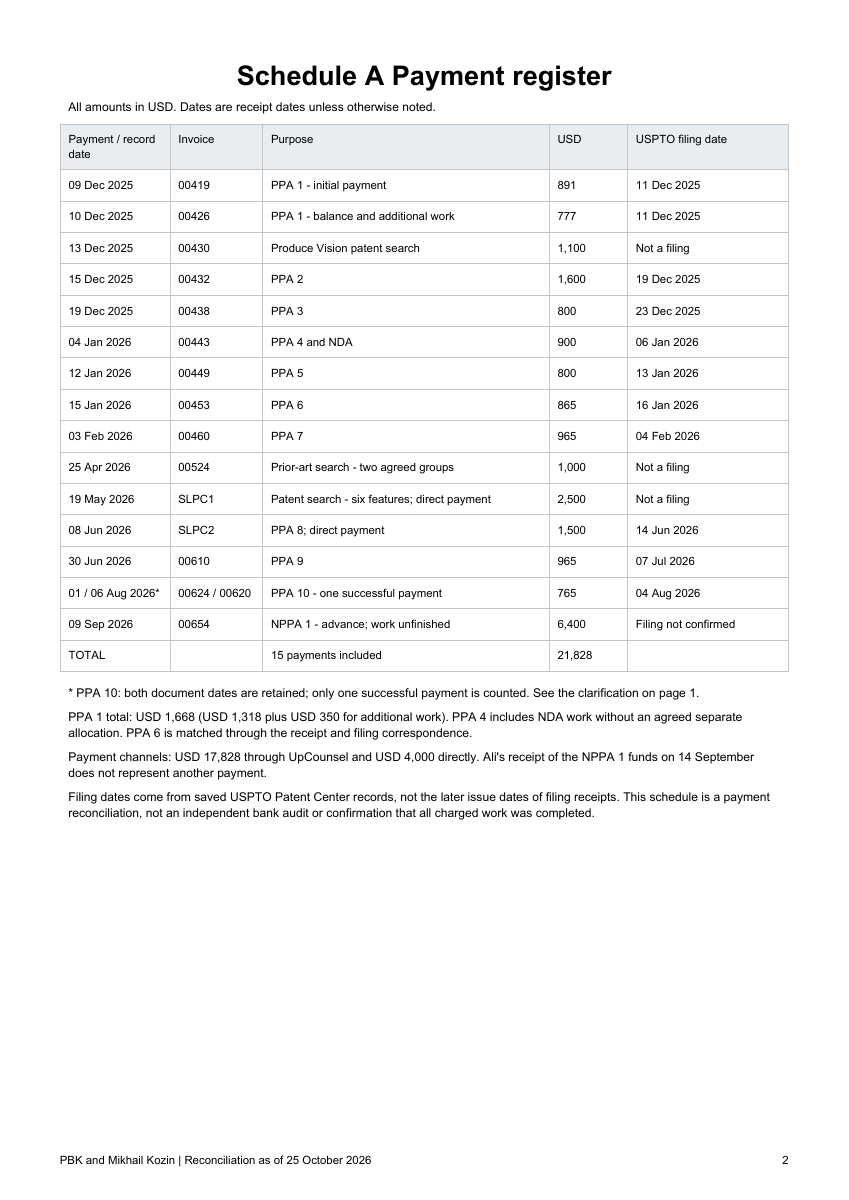 Schedule A Payment register
All amounts in USD. Dates are receipt dates unless otherwise noted.
Payment / record date Invoice Purpose USD USPTO filing date
09 Dec 2025 00419 PPA 1 - initial payment 891 11 Dec 2025
10 Dec 2025 00426 PPA 1 - balance and additional work 777 11 Dec 2025
13 Dec 2025 00430 Produce Vision patent search 1,100 Not a filing
15 Dec 2025 00432 PPA 2 1,600 19 Dec 2025
19 Dec 2025 00438 PPA 3 800 23 Dec 2025
04 Jan 2026 00443 PPA 4 and NDA 900 06 Jan 2026
12 Jan 2026 00449 PPA 5 800 13 Jan 2026
15 Jan 2026 00453 PPA 6 865 16 Jan 2026
03 Feb 2026 00460 PPA 7 965 04 Feb 2026
25 Apr 2026 00524 Prior-art search - two agreed groups 1,000 Not a filing
19 May 2026 SLPC1 Patent search - six features; direct payment 2,500 Not a filing
08 Jun 2026 SLPC2 PPA 8; direct payment 1,500 14 Jun 2026
30 Jun 2026 00610 PPA 9 965 07 Jul 2026
01 / 06 Aug 2026* 00624 / 00620 PPA 10 - one successful payment 765 04 Aug 2026
09 Sep 2026 00654 NPPA 1 - advance; work unfinished 6,400 Filing not confirmed
TOTAL 15 payments included 21,828
* PPA 10: both document dates are retained; only one successful payment is counted. See the clarification on page 1.
PPA 1 total: USD 1,668 (USD 1,318 plus USD 350 for additional work). PPA 4 includes NDA work without an agreed separate
allocation. PPA 6 is matched through the receipt and filing correspondence.
Payment channels: USD 17,828 through UpCounsel and USD 4,000 directly. Ali's receipt of the NPPA 1 funds on 14 September
does not represent another payment.
Filing dates come from saved USPTO Patent Center records, not the later issue dates of filing receipts. This schedule is a payment
reconciliation, not an independent bank audit or confirmation that all charged work was completed.
PBK and Mikhail Kozin | Reconciliation as of 25 October 2026 2